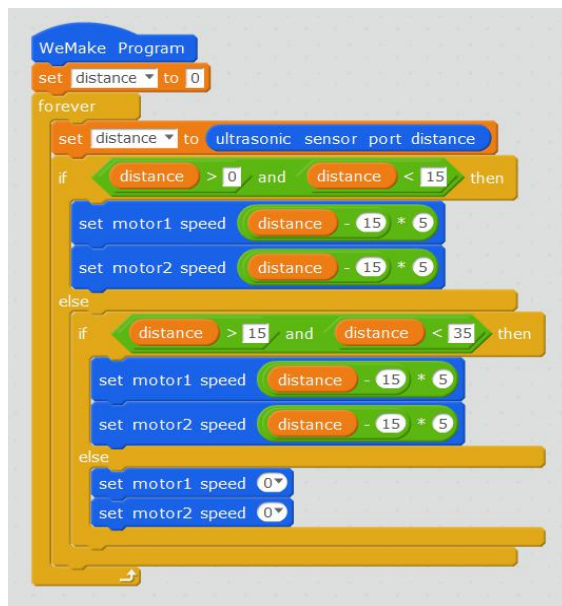 WeMake Program
set distance to 0
forever
set distance to ultrasonic sensor port distance
if distance > 0 and distance < 15 then
set motor1 speed distance - 15 * 5
set motor2 speed distance - 15 * 5
else
if distance > 15 and distance < 35 then
set motor1 speed distance - 15 * 5
set motor2 speed distance - 15 * 5
else
set motor1 speed 0
set motor2 speed 0